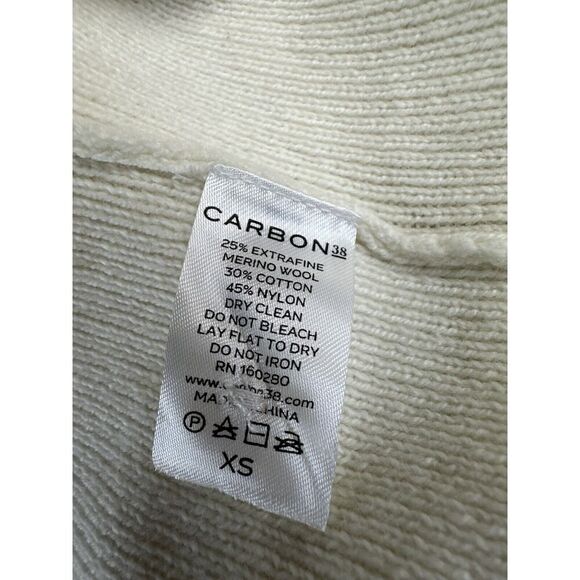 CARBON38
25% EXTRAFINE
MERINO WOOL
30% COTTON
45% NYLON
DRY CLEAN
DO NOT BLEACH
LAY FLAT TO DRY
DO NOT IRON
RN 160280
CHINA
P
XS